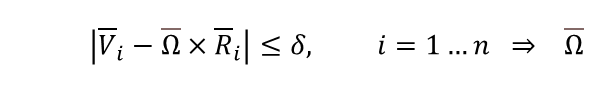 |V̅ᵢ − Ω̅ × R̅ᵢ| ≤ δ, i = 1 … n ⇒ Ω̅